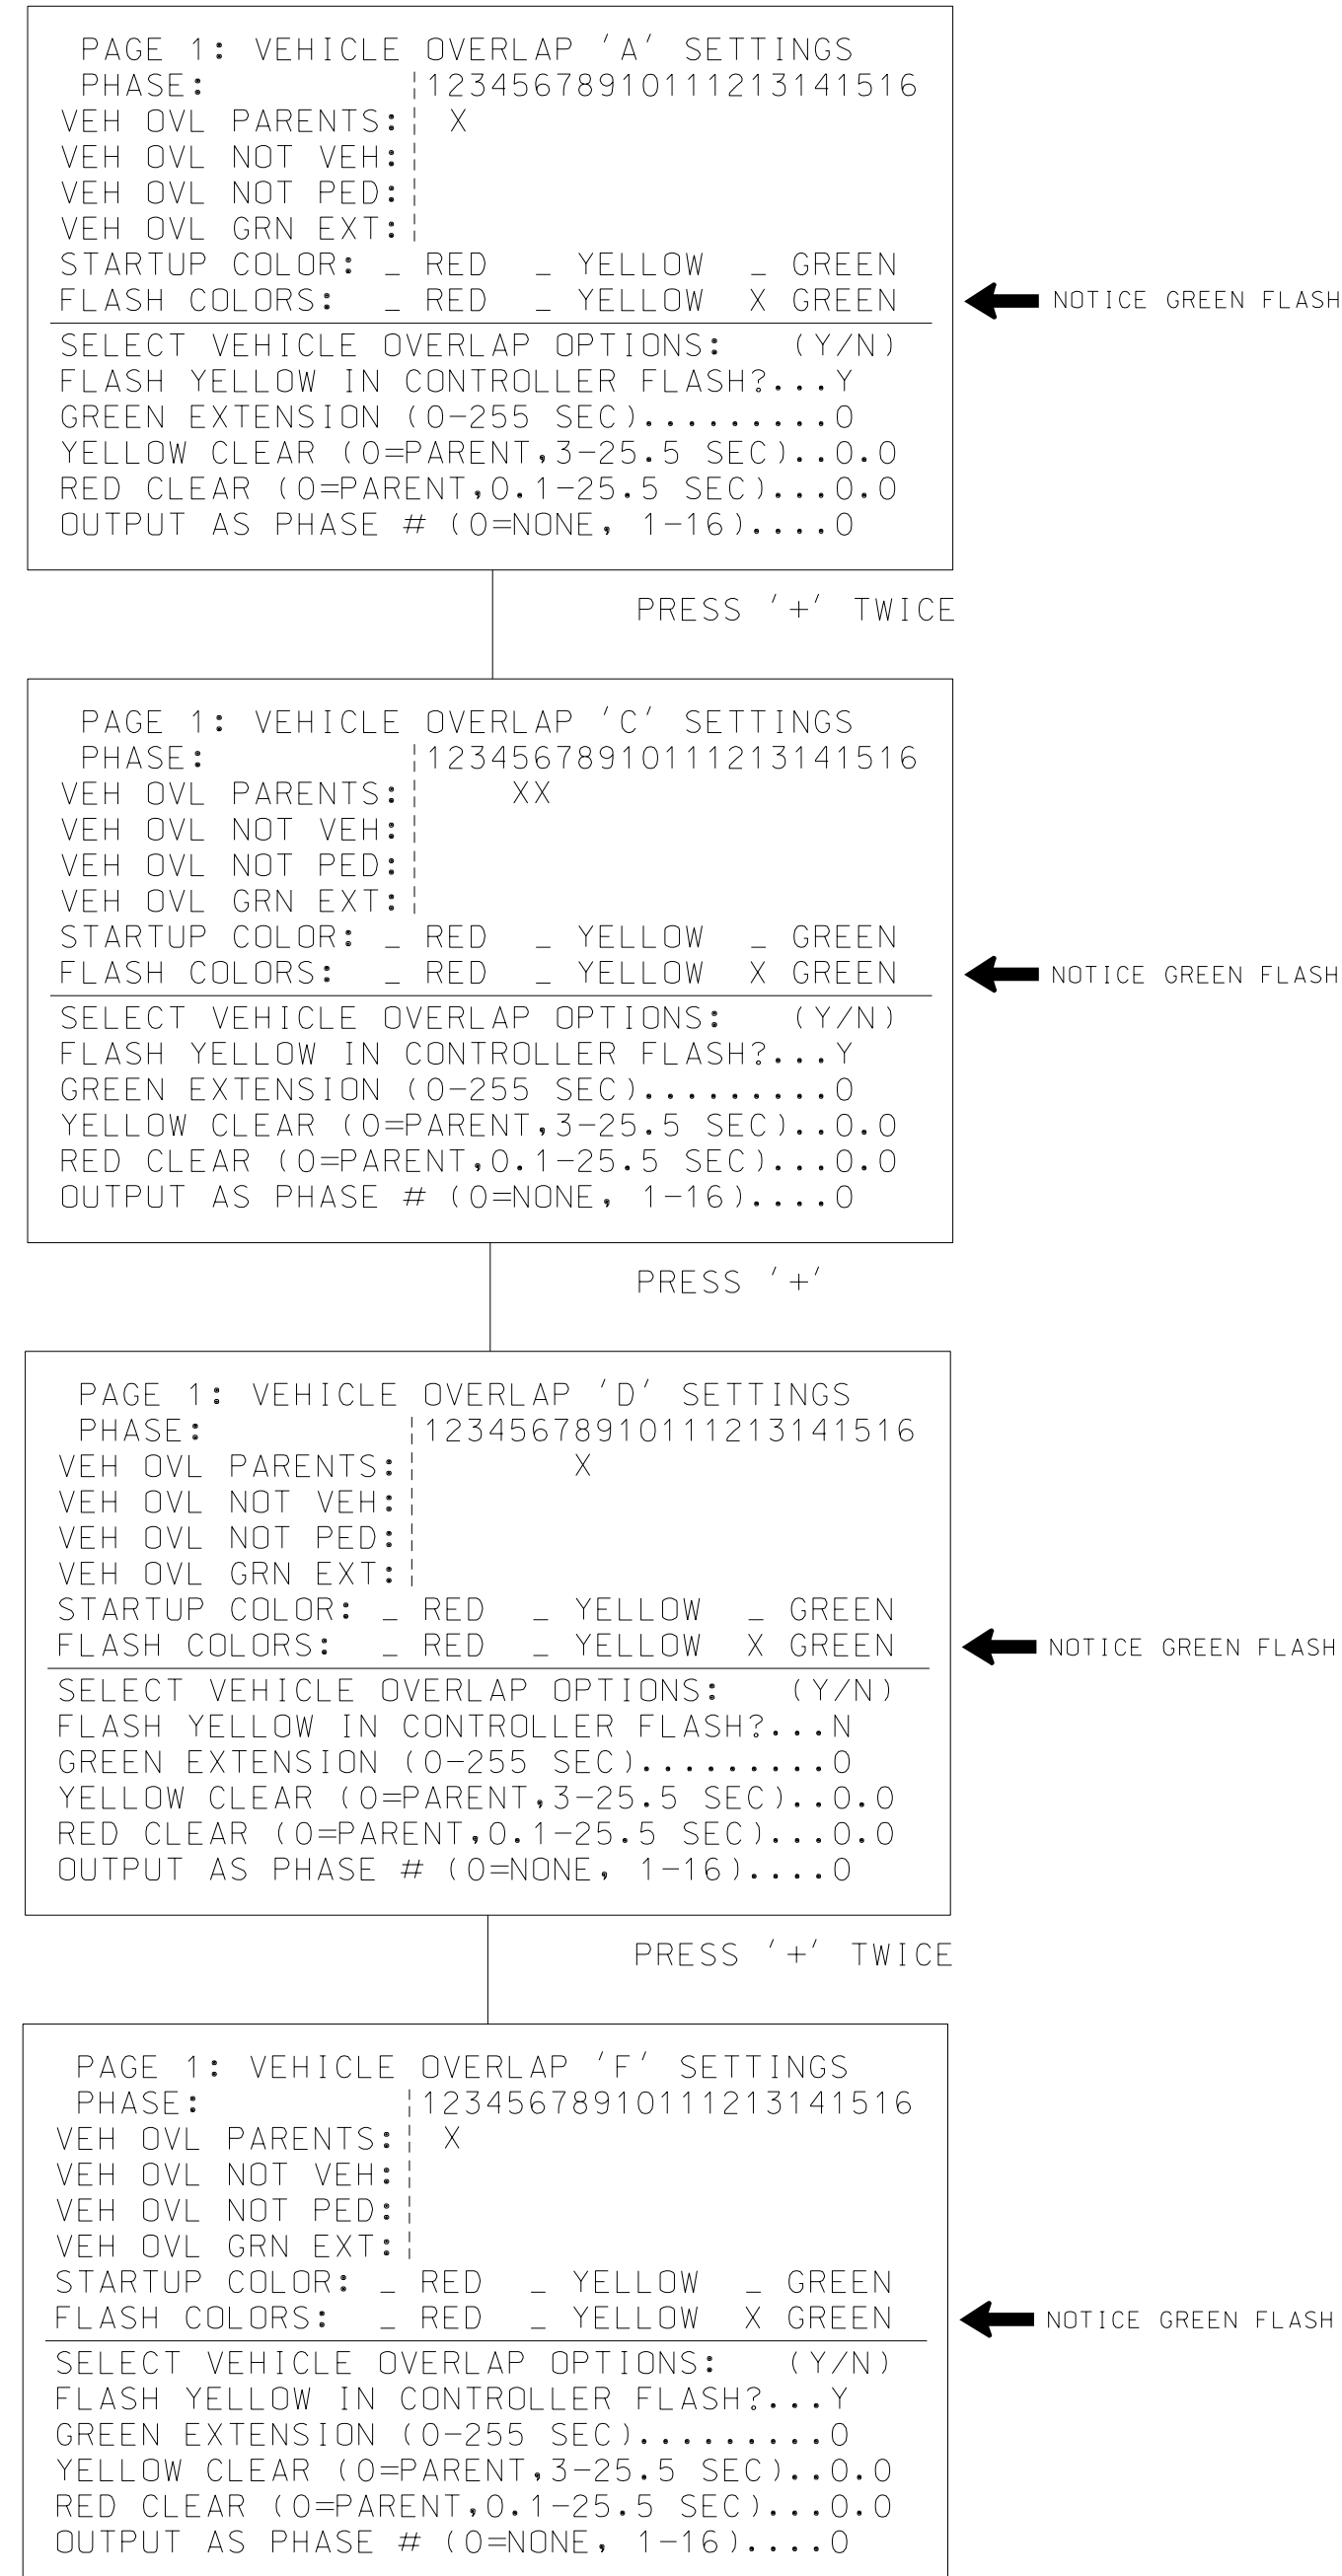 PAGE 1: VEHICLE OVERLAP 'A' SETTINGS
PHASE: |12345678910111213141516
VEH OVL PARENTS:| X
VEH OVL NOT VEH:|
VEH OVL NOT PED:|
VEH OVL GRN EXT:|
STARTUP COLOR: _ RED _ YELLOW _ GREEN
FLASH COLORS: _ RED _ YELLOW X GREEN
NOTICE GREEN FLASH
SELECT VEHICLE OVERLAP OPTIONS: (Y/N)
FLASH YELLOW IN CONTROLLER FLASH?...Y
GREEN EXTENSION (0-255 SEC).........0
YELLOW CLEAR (0=PARENT,3-25.5 SEC)..0.0
RED CLEAR (0=PARENT,0.1-25.5 SEC)...0.0
OUTPUT AS PHASE # (0=NONE, 1-16)....0
PRESS '+' TWICE
PAGE 1: VEHICLE OVERLAP 'C' SETTINGS
PHASE: |12345678910111213141516
VEH OVL PARENTS:| XX
VEH OVL NOT VEH:|
VEH OVL NOT PED:|
VEH OVL GRN EXT:|
STARTUP COLOR: _ RED _ YELLOW _ GREEN
FLASH COLORS: _ RED _ YELLOW X GREEN
NOTICE GREEN FLASH
SELECT VEHICLE OVERLAP OPTIONS: (Y/N)
FLASH YELLOW IN CONTROLLER FLASH?...Y
GREEN EXTENSION (0-255 SEC).........0
YELLOW CLEAR (0=PARENT,3-25.5 SEC)..0.0
RED CLEAR (0=PARENT,0.1-25.5 SEC)...0.0
OUTPUT AS PHASE # (0=NONE, 1-16)....0
PRESS '+'
PAGE 1: VEHICLE OVERLAP 'D' SETTINGS
PHASE: |12345678910111213141516
VEH OVL PARENTS:| X
VEH OVL NOT VEH:|
VEH OVL NOT PED:|
VEH OVL GRN EXT:|
STARTUP COLOR: _ RED _ YELLOW _ GREEN
FLASH COLORS: _ RED _ YELLOW X GREEN
NOTICE GREEN FLASH
SELECT VEHICLE OVERLAP OPTIONS: (Y/N)
FLASH YELLOW IN CONTROLLER FLASH?...N
GREEN EXTENSION (0-255 SEC).........0
YELLOW CLEAR (0=PARENT,3-25.5 SEC)..0.0
RED CLEAR (0=PARENT,0.1-25.5 SEC)...0.0
OUTPUT AS PHASE # (0=NONE, 1-16)....0
PRESS '+' TWICE
PAGE 1: VEHICLE OVERLAP 'F' SETTINGS
PHASE: |12345678910111213141516
VEH OVL PARENTS:| X
VEH OVL NOT VEH:|
VEH OVL NOT PED:|
VEH OVL GRN EXT:|
STARTUP COLOR: _ RED _ YELLOW _ GREEN
FLASH COLORS: _ RED _ YELLOW X GREEN
NOTICE GREEN FLASH
SELECT VEHICLE OVERLAP OPTIONS: (Y/N)
FLASH YELLOW IN CONTROLLER FLASH?...Y
GREEN EXTENSION (0-255 SEC).........0
YELLOW CLEAR (0=PARENT,3-25.5 SEC)..0.0
RED CLEAR (0=PARENT,0.1-25.5 SEC)...0.0
OUTPUT AS PHASE # (0=NONE, 1-16)....0